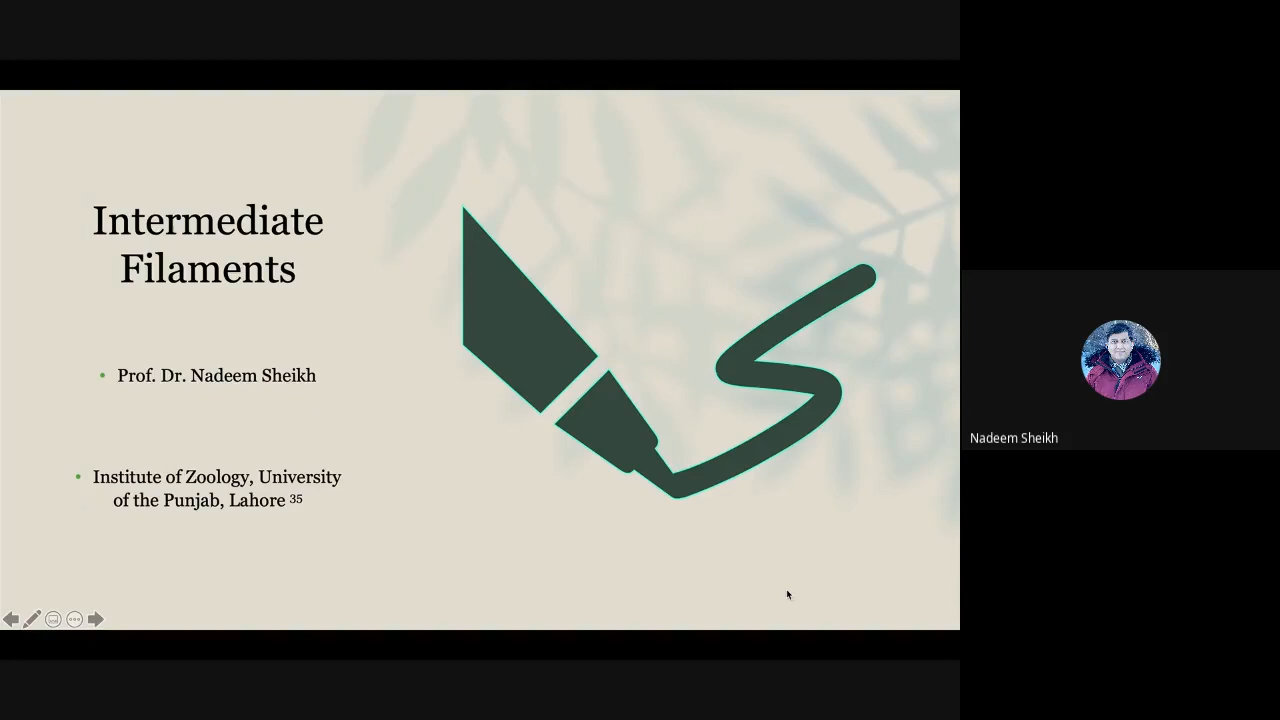 Intermediate
Filaments
• Prof. Dr. Nadeem Sheikh
• Institute of Zoology, University
of the Punjab, Lahore 35
Nadeem Sheikh